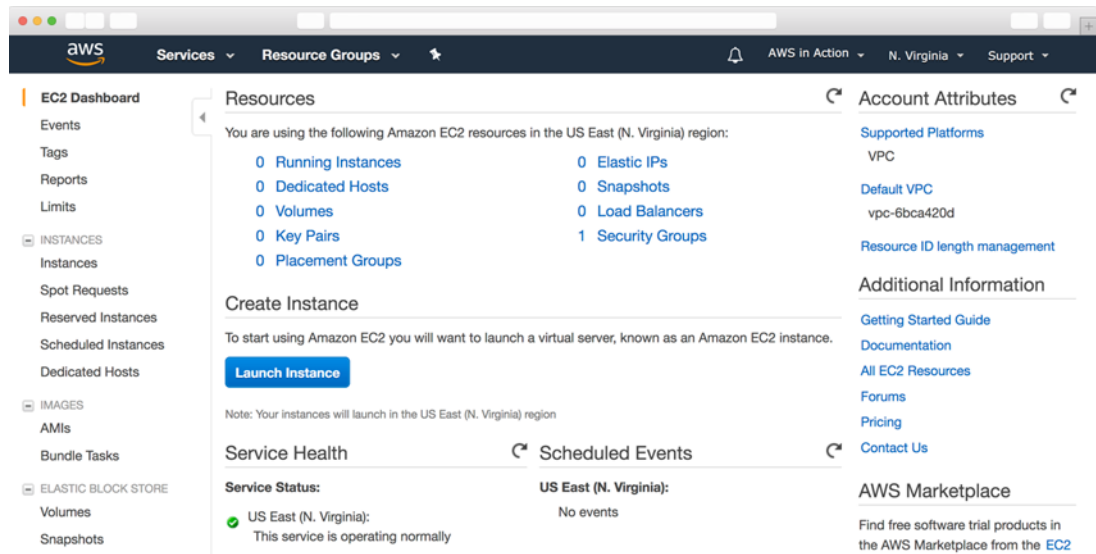 aws
Services
Resource Groups
AWS in Action
N. Virginia
Support
EC2 Dashboard
Events
Tags
Reports
Limits
INSTANCES
Instances
Spot Requests
Reserved Instances
Scheduled Instances
Dedicated Hosts
IMAGES
AMIs
Bundle Tasks
ELASTIC BLOCK STORE
Volumes
Snapshots
Resources
You are using the following Amazon EC2 resources in the US East (N. Virginia) region:
0 Running Instances
0 Dedicated Hosts
0 Volumes
0 Key Pairs
0 Placement Groups
0 Elastic IPs
0 Snapshots
0 Load Balancers
1 Security Groups
Create Instance
To start using Amazon EC2 you will want to launch a virtual server, known as an Amazon EC2 instance.
Launch Instance
Note: Your instances will launch in the US East (N. Virginia) region
Service Health
Service Status:
US East (N. Virginia):
This service is operating normally
Scheduled Events
US East (N. Virginia):
No events
Account Attributes
Supported Platforms
VPC
Default VPC
vpc-6bca420d
Resource ID length management
Additional Information
Getting Started Guide
Documentation
All EC2 Resources
Forums
Pricing
Contact Us
AWS Marketplace
Find free software trial products in
the AWS Marketplace from the EC2